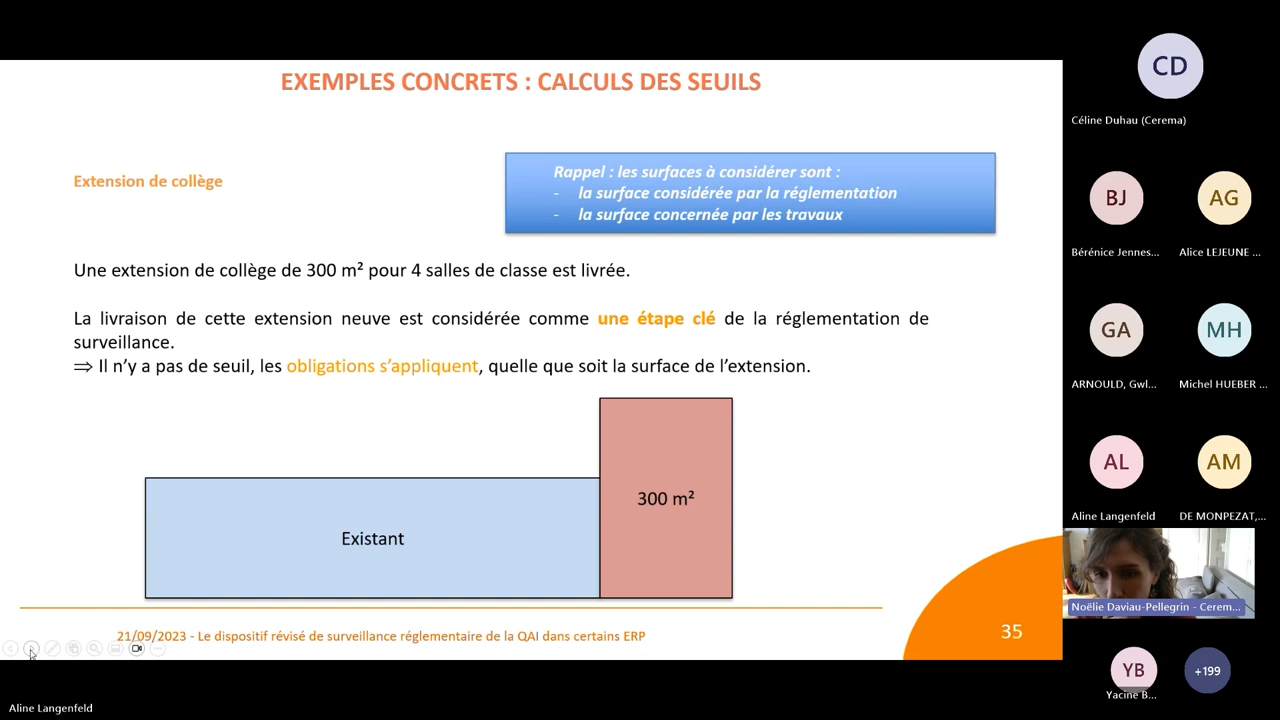 EXEMPLES CONCRETS : CALCULS DES SEUILS
Extension de collège
Rappel : les surfaces à considérer sont :
- la surface considérée par la réglementation
- la surface concernée par les travaux
Une extension de collège de 300 m² pour 4 salles de classe est livrée.
La livraison de cette extension neuve est considérée comme une étape clé de la réglementation de
surveillance.
⇒ Il n’y a pas de seuil, les obligations s’appliquent, quelle que soit la surface de l’extension.
300 m²
Existant
21/09/2023 - Le dispositif révisé de surveillance réglementaire de la QAI dans certains ERP
35
Aline Langenfeld
CD
Céline Duhau (Cerema)
BJ
AG
Bérénice Jennes...
Alice LEJEUNE ...
GA
MH
ARNOULD, Gwl...
Michel HUEBER ...
AL
AM
Aline Langenfeld
DE MONPEZAT,...
Noëlie Daviau-Pellegrin - Cerem...
YB
+199
Yacine B...